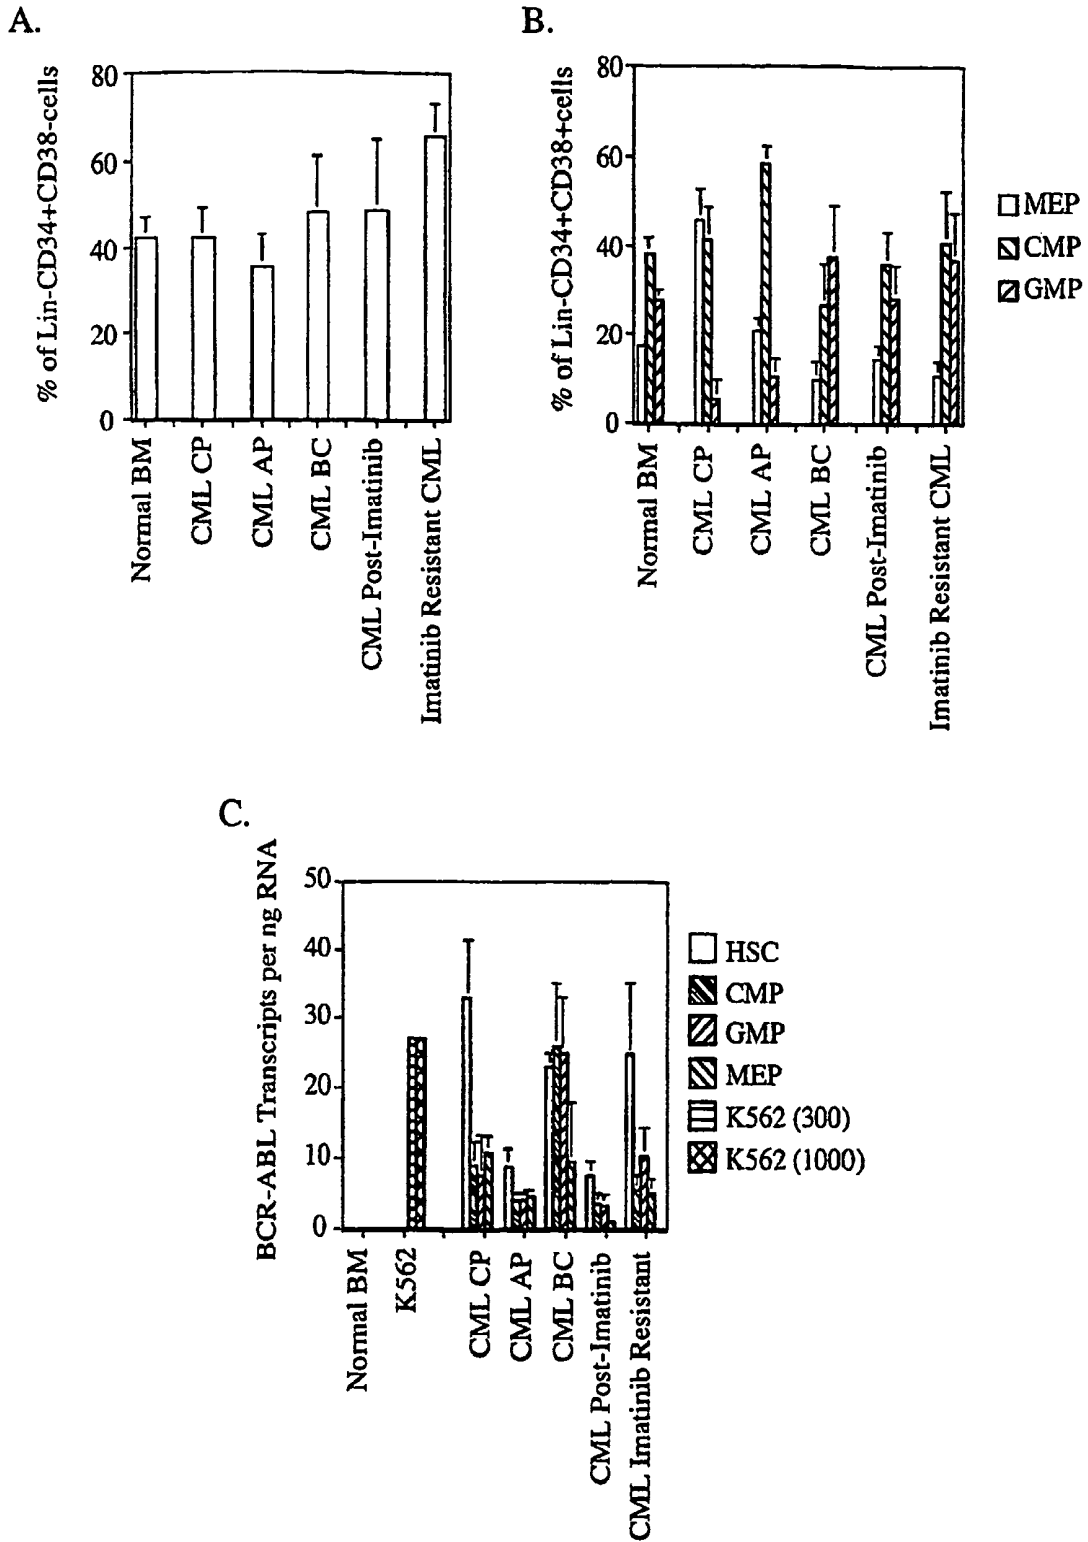 A.
% of Lin-CD34+CD38-cells
80
60
40
20
0
Normal BM
CML CP
CML AP
CML BC
CML Post-Imatinib
Imatinib Resistant CML
B.
% of Lin-CD34+CD38+cells
80
60
40
20
0
Normal BM
CML CP
CML AP
CML BC
CML Post-Imatinib
Imatinib Resistant CML
MEP
CMP
GMP
C.
BCR-ABL Transcripts per ng RNA
50
40
30
20
10
0
Normal BM
K562
CML CP
CML AP
CML BC
CML Post-Imatinib
CML Imatinib Resistant
HSC
CMP
GMP
MEP
K562 (300)
K562 (1000)